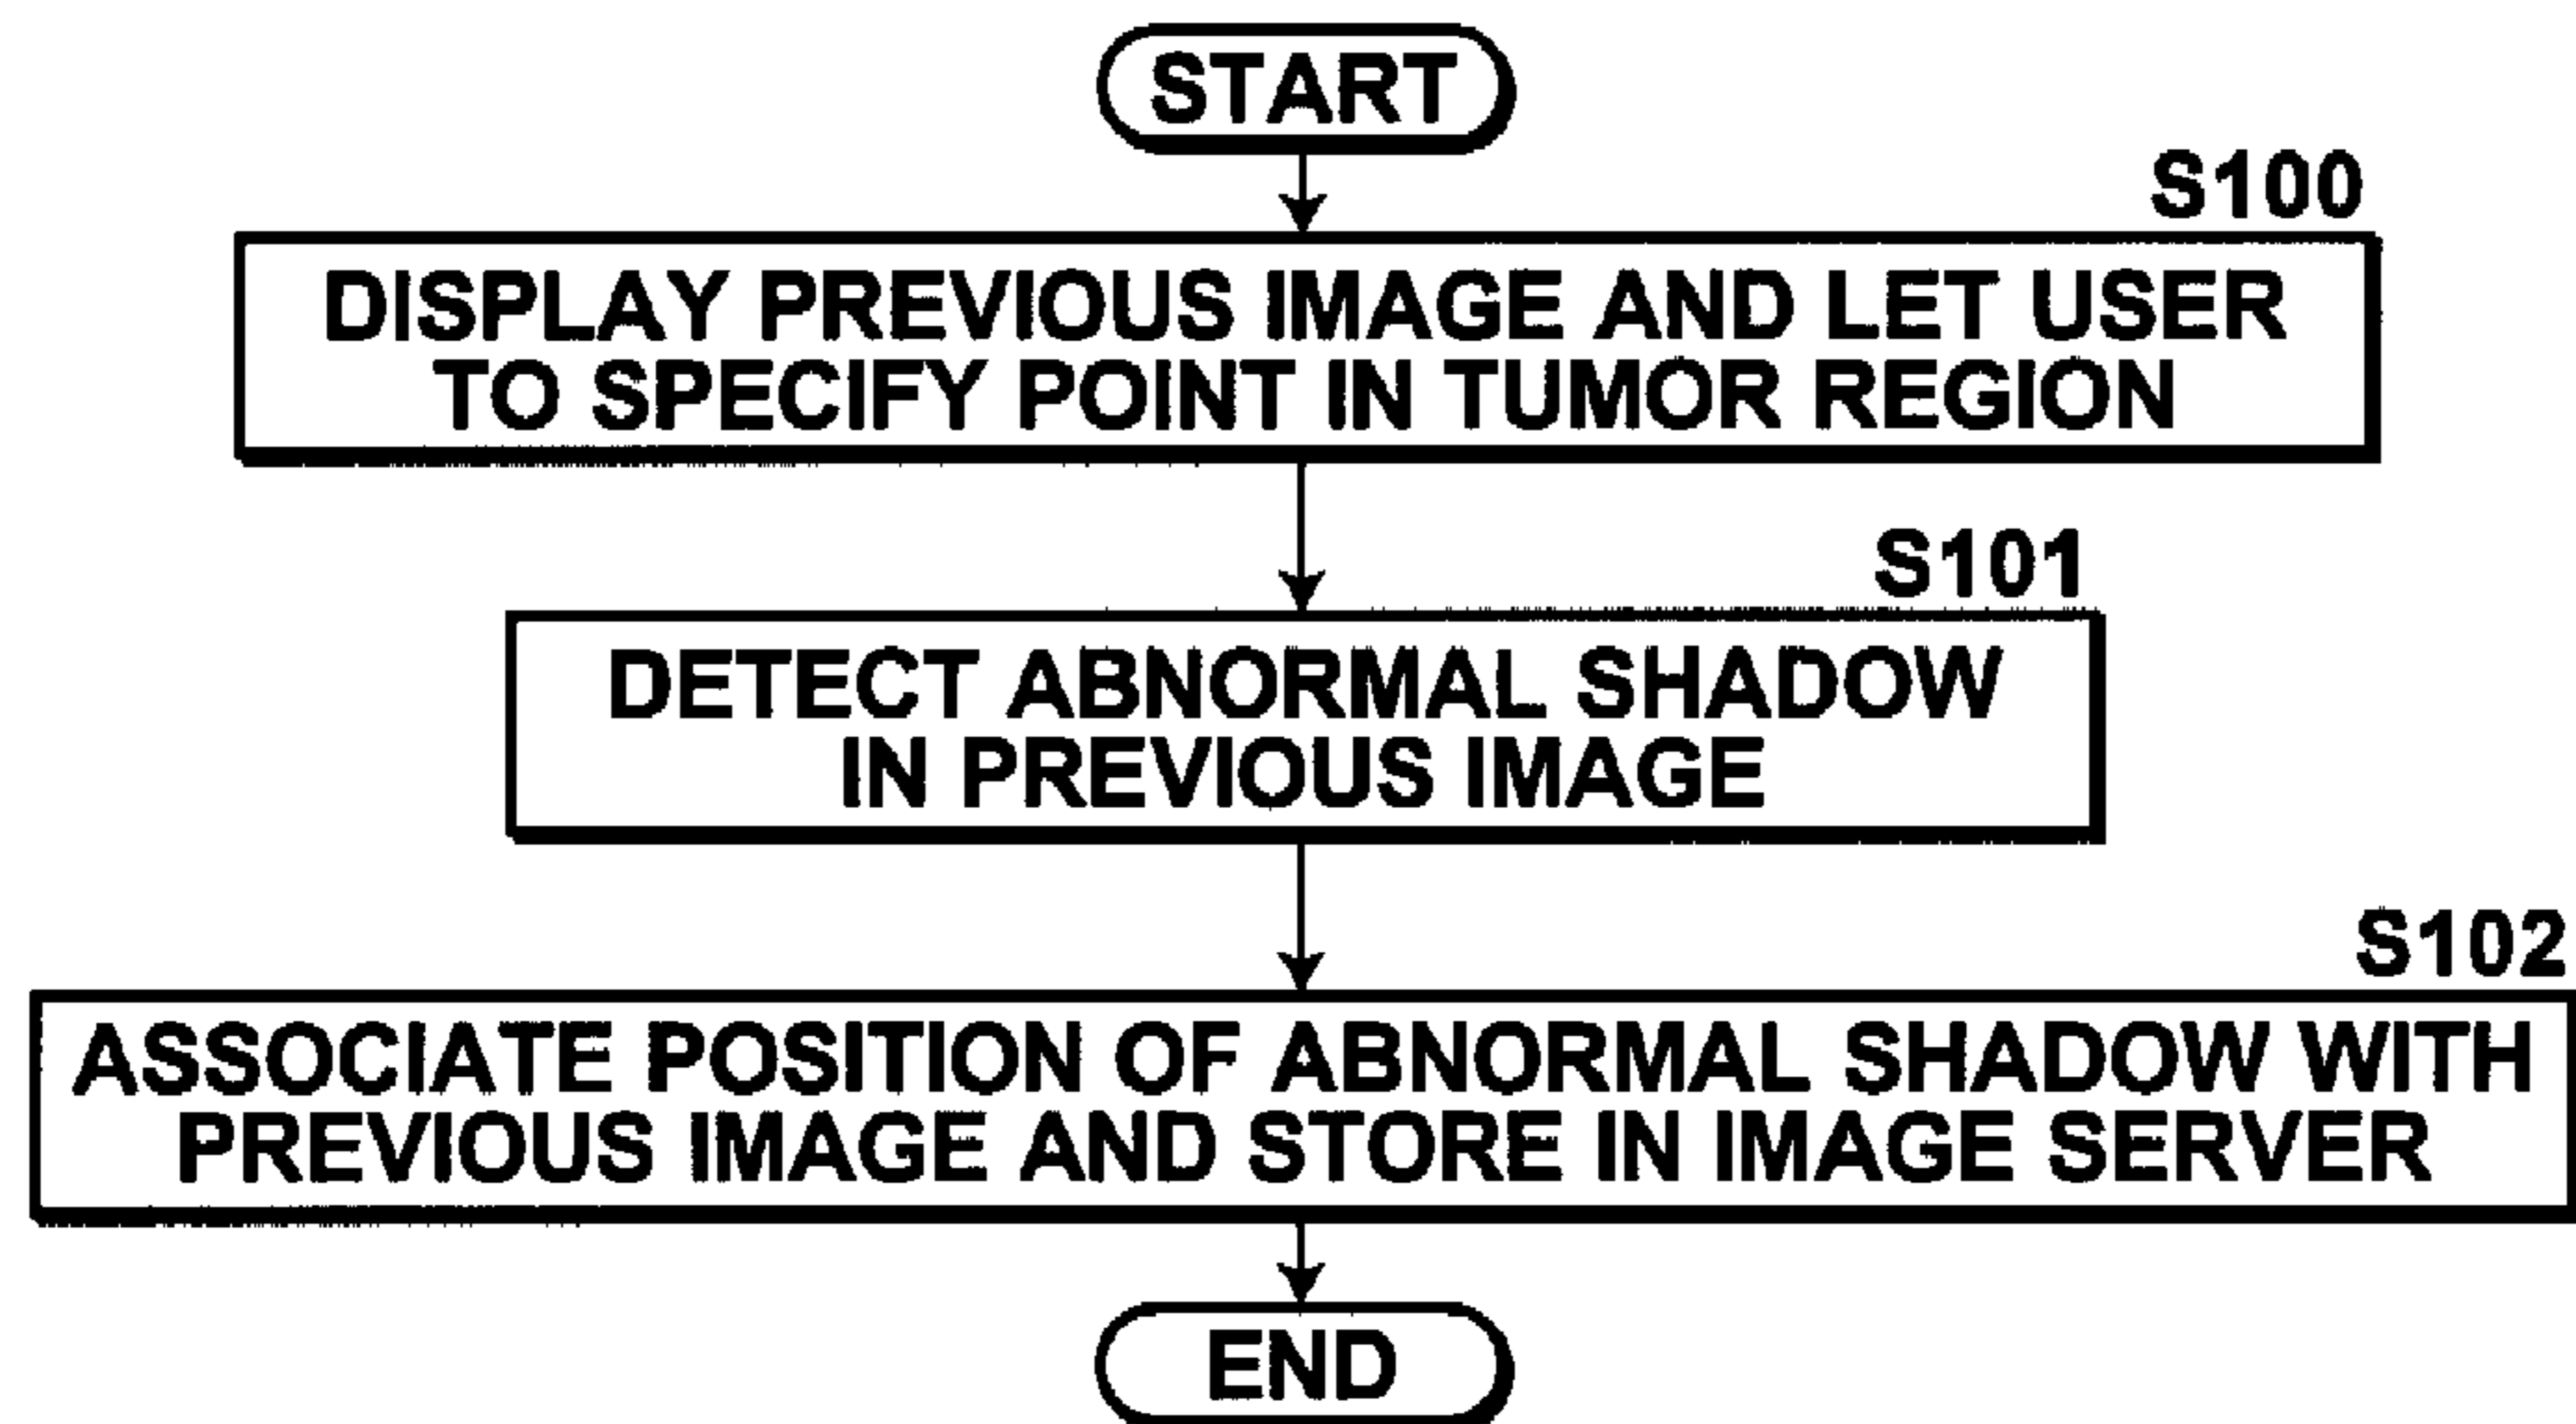 START
S100
DISPLAY PREVIOUS IMAGE AND LET USER
TO SPECIFY POINT IN TUMOR REGION
S101
DETECT ABNORMAL SHADOW
IN PREVIOUS IMAGE
S102
ASSOCIATE POSITION OF ABNORMAL SHADOW WITH
PREVIOUS IMAGE AND STORE IN IMAGE SERVER
END